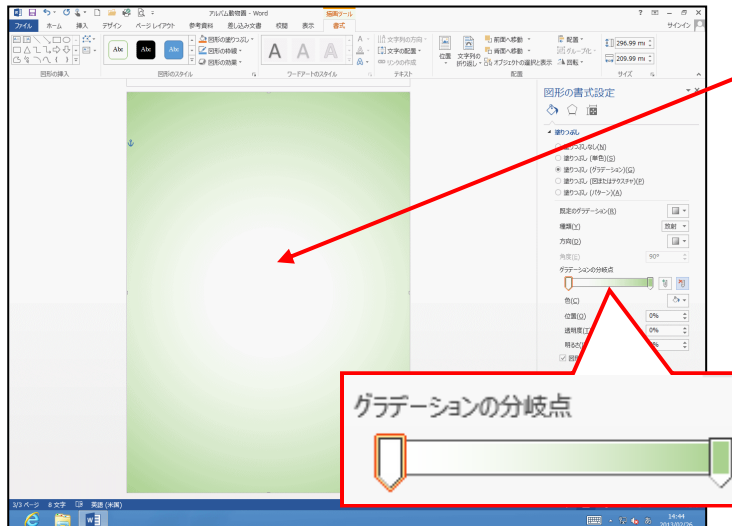 アルバム動物園 - Word
描画ツール
サインイン
ファイル ホーム 挿入 デザイン ページ レイアウト 参考資料 差し込み文書 校閲 表示 書式
Abc Abc Abc
図形の塗りつぶし
図形の枠線
図形の効果
A A A
文字列の方向
文字の配置
リンクの作成
位置
文字列の
折り返し
前面へ移動
背面へ移動
オブジェクトの選択と表示
配置
グループ化
回転
296.99 m
209.99 m
図形の挿入 図形のスタイル ワードアートのスタイル テキスト 配置 サイズ
図形の書式設定
塗りつぶし
塗りつぶしなし(N)
塗りつぶし (単色)(S)
塗りつぶし (グラデーション)(G)
塗りつぶし (図またはテクスチャ)(P)
塗りつぶし (パターン)(A)
既定のグラデーション(R)
種類(Y) 放射
方向(D)
角度(E) 90°
グラデーションの分岐点
色(C)
位置(O) 0%
透明度(T) 0%
明るさ
図形
グラデーションの分岐点
3/3 ページ 8 文字 英語 (米国)
14:44
2013/02/26